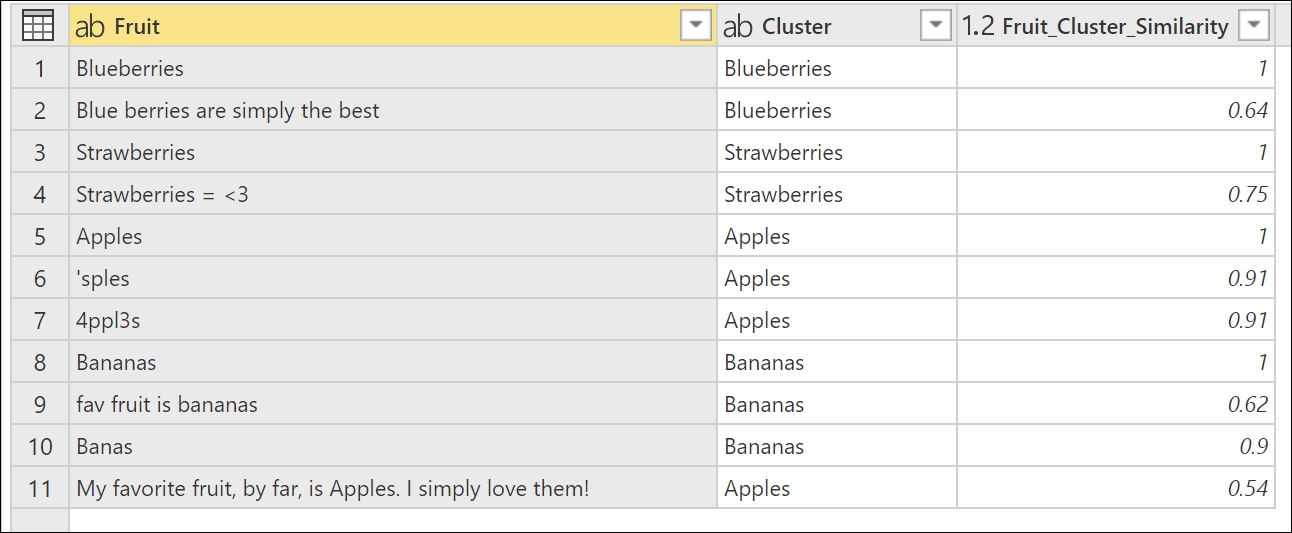 ab Fruit ab Cluster 1.2 Fruit_Cluster_Similarity
1 Blueberries Blueberries 1
2 Blue berries are simply the best Blueberries 0.64
3 Strawberries Strawberries 1
4 Strawberries = <3 Strawberries 0.75
5 Apples Apples 1
6 'sples Apples 0.91
7 4ppl3s Apples 0.91
8 Bananas Bananas 1
9 fav fruit is bananas Bananas 0.62
10 Banas Bananas 0.9
11 My favorite fruit, by far, is Apples. I simply love them! Apples 0.54